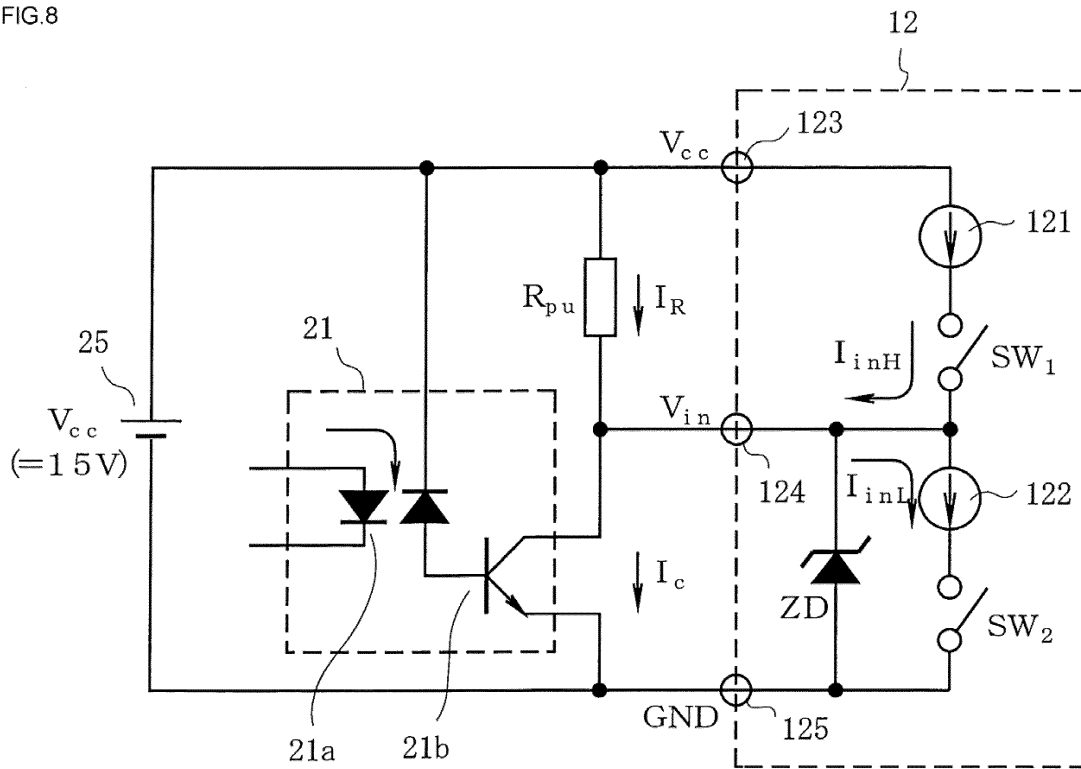 FIG.8
12
Vcc
123
121
Rpu
IR
25
21
IinH
SW1
Vcc
(=15V)
Vin
124
IinL
122
Ic
ZD
SW2
GND
125
21a
21b